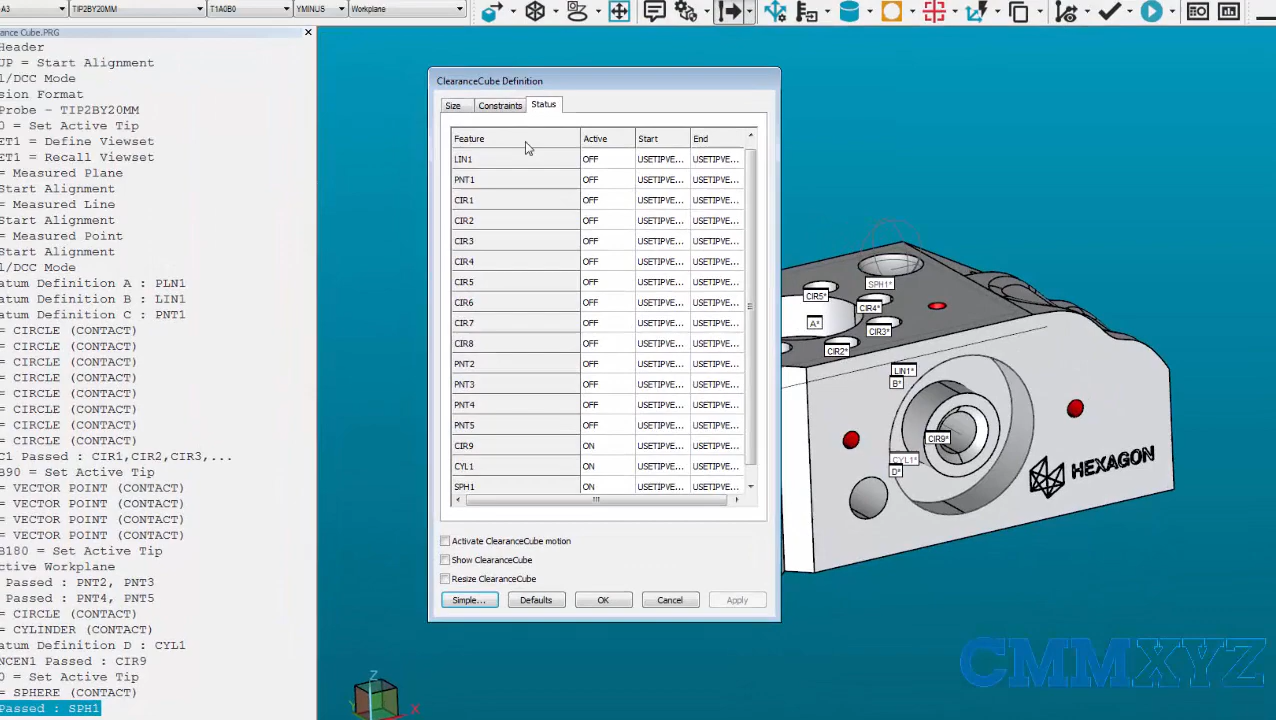 A3 TIP2BY20MM T1A0B0 YMINUS Workplane
ance Cube.PRG
Header
UP = Start Alignment
l/DCC Mode
sion Format
Probe - TIP2BY20MM
0 = Set Active Tip
ET1 = Define Viewset
ET1 = Recall Viewset
= Measured Plane
Start Alignment
= Measured Line
Start Alignment
= Measured Point
Start Alignment
l/DCC Mode
atum Definition A : PLN1
atum Definition B : LIN1
atum Definition C : PNT1
= CIRCLE (CONTACT)
= CIRCLE (CONTACT)
= CIRCLE (CONTACT)
= CIRCLE (CONTACT)
= CIRCLE (CONTACT)
= CIRCLE (CONTACT)
= CIRCLE (CONTACT)
= CIRCLE (CONTACT)
C1 Passed : CIR1,CIR2,CIR3,...
B90 = Set Active Tip
= VECTOR POINT (CONTACT)
= VECTOR POINT (CONTACT)
= VECTOR POINT (CONTACT)
= VECTOR POINT (CONTACT)
B180 = Set Active Tip
ctive Workplane
Passed : PNT2, PNT3
Passed : PNT4, PNT5
= CIRCLE (CONTACT)
= CYLINDER (CONTACT)
atum Definition D : CYL1
NCEN1 Passed : CIR9
0 = Set Active Tip
= SPHERE (CONTACT)
Passed : SPH1
ClearanceCube Definition
Size Constraints Status
Feature Active Start End
LIN1 OFF USETIPVE... USETIPVE...
PNT1 OFF USETIPVE... USETIPVE...
CIR1 OFF USETIPVE... USETIPVE...
CIR2 OFF USETIPVE... USETIPVE...
CIR3 OFF USETIPVE... USETIPVE...
CIR4 OFF USETIPVE... USETIPVE...
CIR5 OFF USETIPVE... USETIPVE...
CIR6 OFF USETIPVE... USETIPVE...
CIR7 OFF USETIPVE... USETIPVE...
CIR8 OFF USETIPVE... USETIPVE...
PNT2 OFF USETIPVE... USETIPVE...
PNT3 OFF USETIPVE... USETIPVE...
PNT4 OFF USETIPVE... USETIPVE...
PNT5 OFF USETIPVE... USETIPVE...
CIR9 ON USETIPVE... USETIPVE...
CYL1 ON USETIPVE... USETIPVE...
SPH1 ON USETIPVE... USETIPVE...
Activate ClearanceCube motion
Show ClearanceCube
Resize ClearanceCube
Simple... Defaults OK Cancel Apply
SPH1*
CIR5*
CIR4*
A*
CIR3*
CIR2*
LIN1*
B*
CIR9*
CYL1*
D*
HEXAGON
CMMXYZ
Z
X